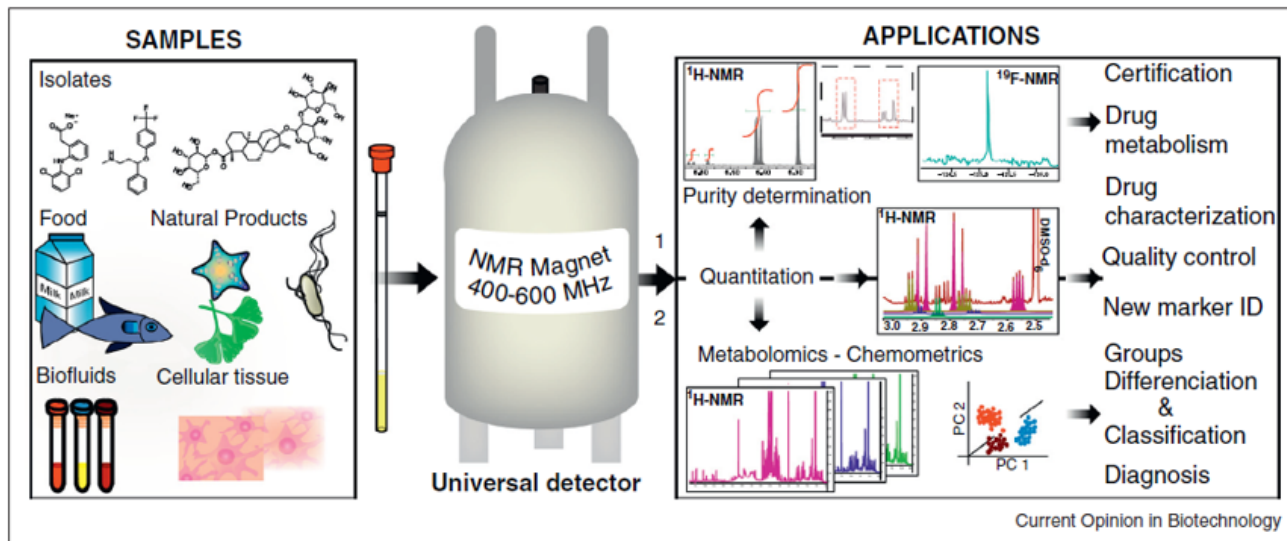 SAMPLES
Isolates
Food
Natural Products
Milk
Milk
Biofluids
Cellular tissue
NMR Magnet
400-600 MHz
Universal detector
1
2
APPLICATIONS
¹H-NMR
¹⁹F-NMR
Purity determination
Quantitation
¹H-NMR
DMSO-d₆
3.0 2.9 2.8 2.7 2.6 2.5
Metabolomics - Chemometrics
¹H-NMR
PC 2
PC 1
Certification
Drug
metabolism
Drug
characterization
Quality control
New marker ID
Groups
Differenciation
&
Classification
Diagnosis
Current Opinion in Biotechnology